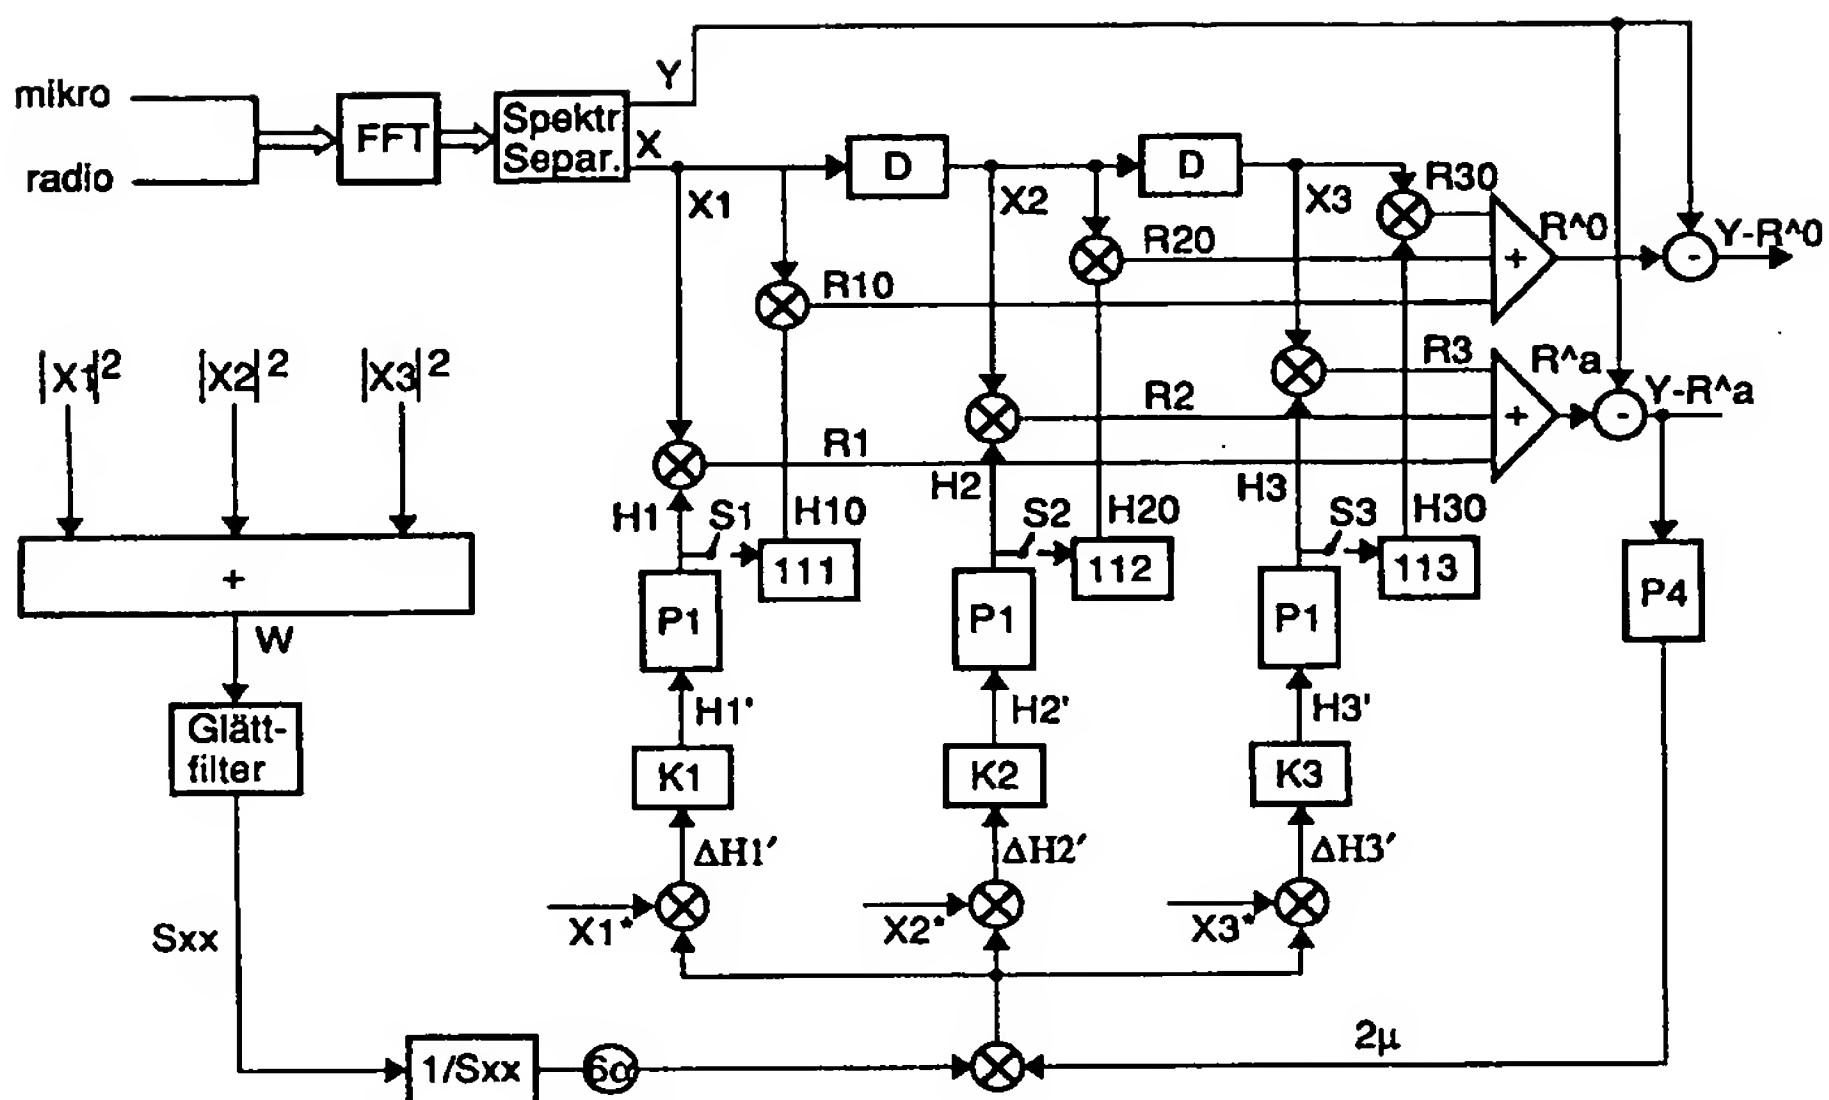 mikro
radio
FFT
Spektr.
Separ.
Y
X
D
D
X1
X2
X3
R30
R20
R10
+
R^0
-
Y-R^0
|X1|2
|X2|2
|X3|2
R3
R2
R1
+
R^a
-
Y-R^a
H1
S1
H10
H2
S2
H20
H3
S3
H30
+
111
112
113
P1
P1
P1
P4
W
Glätt-
filter
H1'
H2'
H3'
K1
K2
K3
ΔH1′
ΔH2′
ΔH3′
X1*
X2*
X3*
Sxx
1/Sxx
6α
2μ